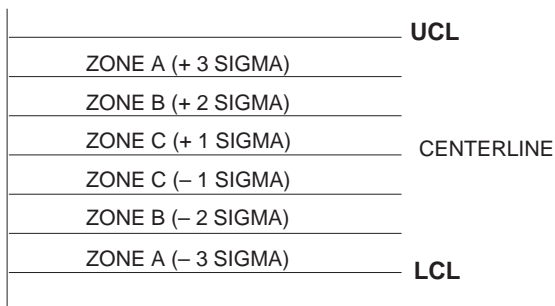 UCL
ZONE A (+ 3 SIGMA)
ZONE B (+ 2 SIGMA)
ZONE C (+ 1 SIGMA)
CENTERLINE
ZONE C (– 1 SIGMA)
ZONE B (– 2 SIGMA)
ZONE A (– 3 SIGMA)
LCL